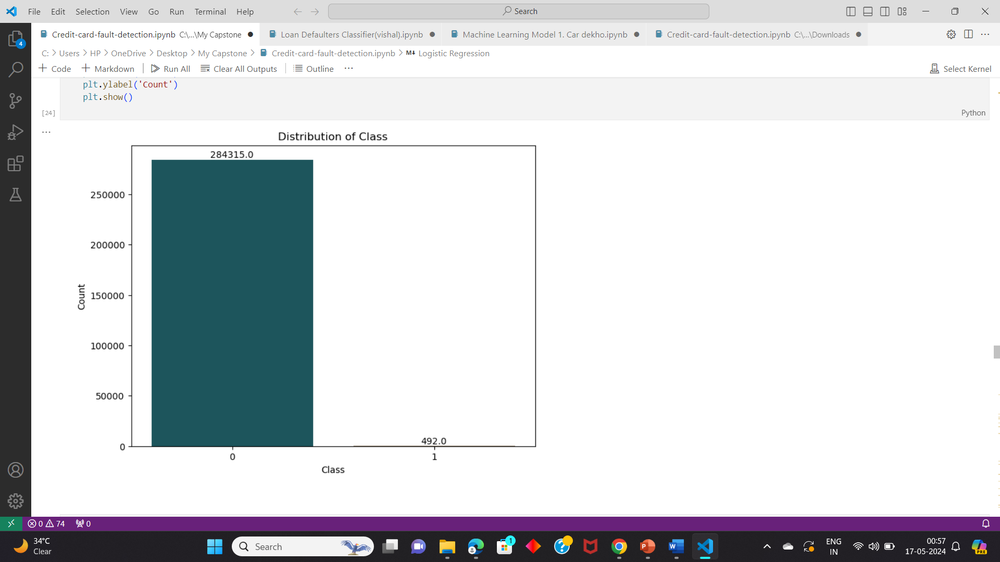 File Edit Selection View Go Run Terminal Help Search
Credit-card-fault-detection.ipynb C:\...\My Capstone Loan Defaulters Classifier(vishal).ipynb Machine Learning Model 1. Car dekho.ipynb Credit-card-fault-detection.ipynb C:\...\Downloads
4
C: > Users > HP > OneDrive > Desktop > My Capstone > Credit-card-fault-detection.ipynb > M↓ Logistic Regression
+ Code + Markdown Run All Clear All Outputs Outline ... Select Kernel
plt.ylabel('Count')
plt.show()
[24] Python
...
Distribution of Class
284315.0
250000
200000
150000
100000
50000
0
Count
492.0
0 1
Class
0 74 0
34°C
Clear
Search
1
ENG
IN
00:57
17-05-2024
PRE